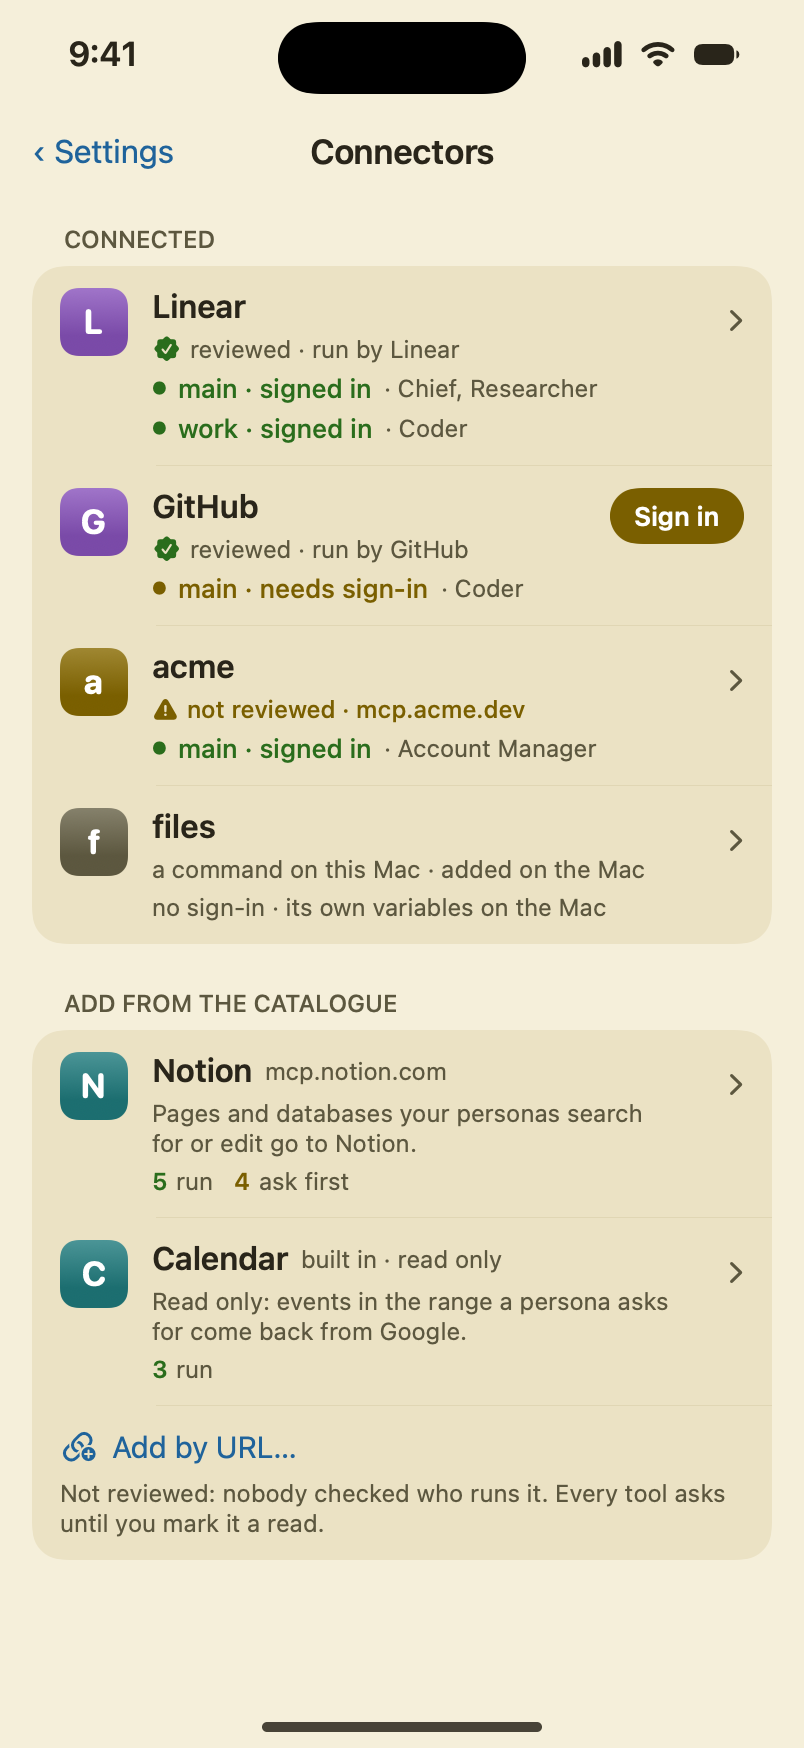 9:41
‹ Settings
Connectors
CONNECTED
L
Linear
reviewed · run by Linear
main · signed in · Chief, Researcher
work · signed in · Coder
G
GitHub
Sign in
reviewed · run by GitHub
main · needs sign-in · Coder
a
acme
not reviewed · mcp.acme.dev
main · signed in · Account Manager
f
files
a command on this Mac · added on the Mac
no sign-in · its own variables on the Mac
ADD FROM THE CATALOGUE
N
Notion mcp.notion.com
Pages and databases your personas search
for or edit go to Notion.
5 run 4 ask first
C
Calendar built in · read only
Read only: events in the range a persona asks
for come back from Google.
3 run
Add by URL...
Not reviewed: nobody checked who runs it. Every tool asks
until you mark it a read.